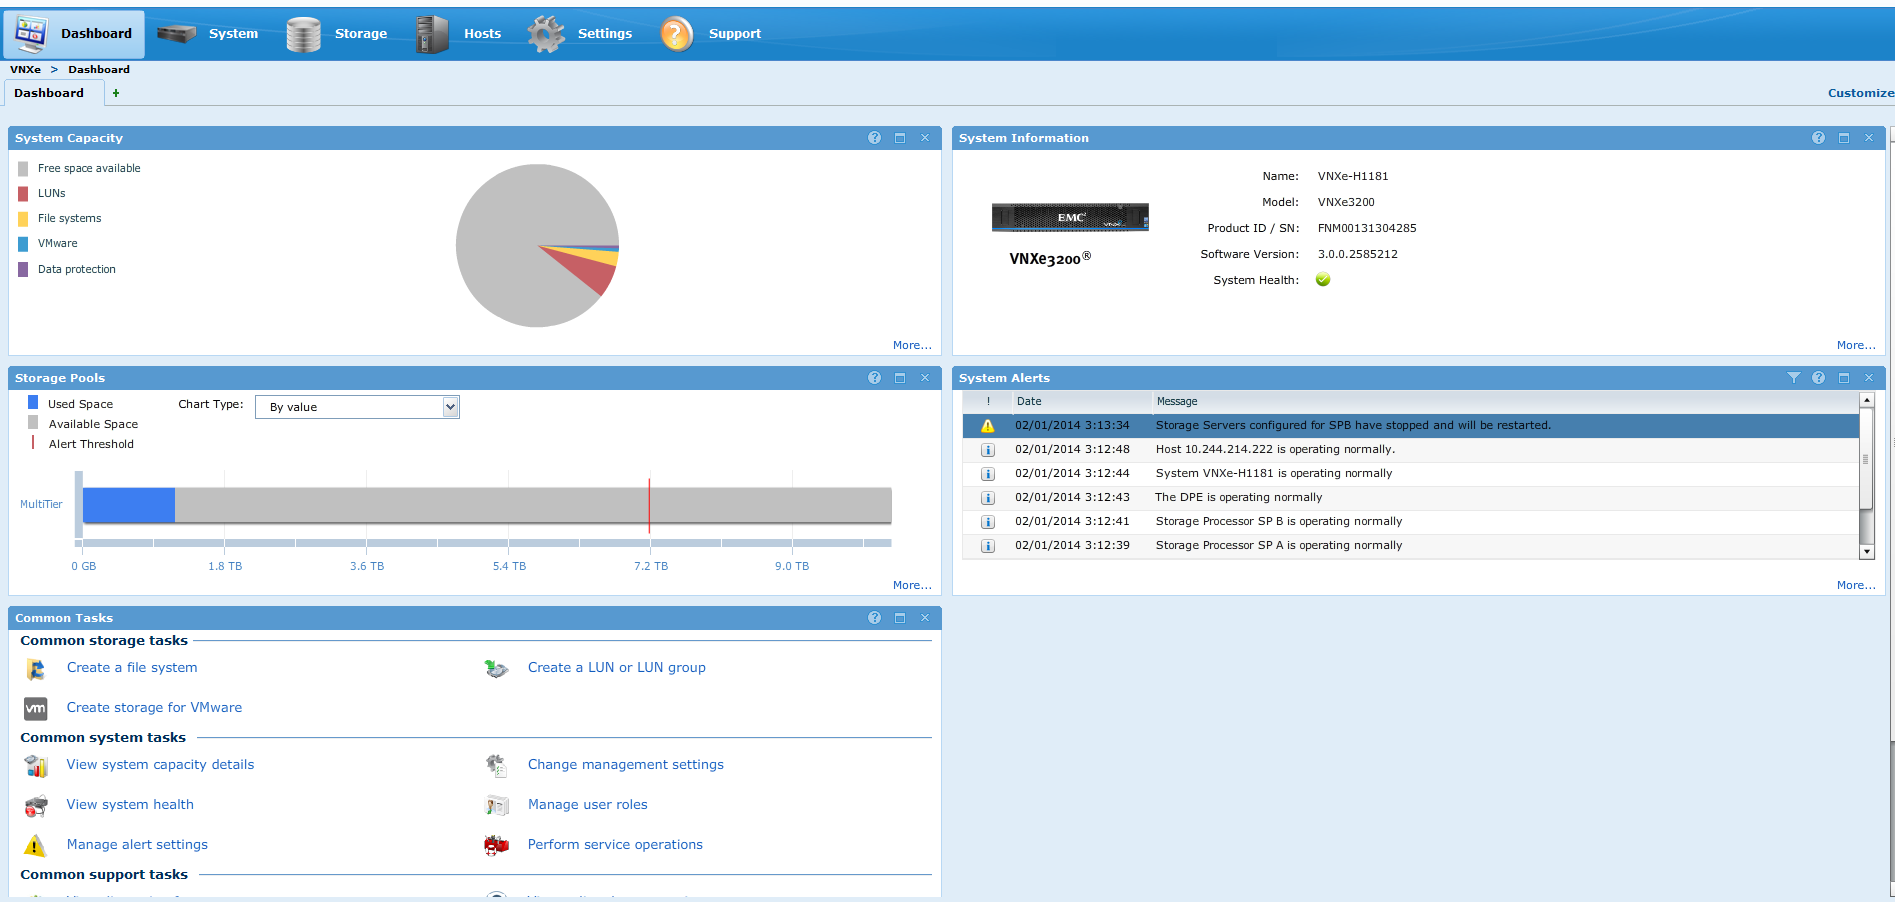 Dashboard
System
Storage
Hosts
Settings
Support
VNXe > Dashboard
Dashboard +
Customize
System Capacity
Free space available
LUNs
File systems
VMware
Data protection
More...
System Information
EMC²
VNXe3200®
Name: VNXe-H1181
Model: VNXe3200
Product ID / SN: FNM00131304285
Software Version: 3.0.0.2585212
System Health:
More...
Storage Pools
Used Space
Available Space
Alert Threshold
Chart Type: By value
MultiTier
0 GB 1.8 TB 3.6 TB 5.4 TB 7.2 TB 9.0 TB
More...
System Alerts
! Date Message
02/01/2014 3:13:34 Storage Servers configured for SPB have stopped and will be restarted.
02/01/2014 3:12:48 Host 10.244.214.222 is operating normally.
02/01/2014 3:12:44 System VNXe-H1181 is operating normally
02/01/2014 3:12:43 The DPE is operating normally
02/01/2014 3:12:41 Storage Processor SP B is operating normally
02/01/2014 3:12:39 Storage Processor SP A is operating normally
More...
Common Tasks
Common storage tasks
Create a file system
Create a LUN or LUN group
vm
Create storage for VMware
Common system tasks
View system capacity details
Change management settings
View system health
Manage user roles
Manage alert settings
Perform service operations
Common support tasks